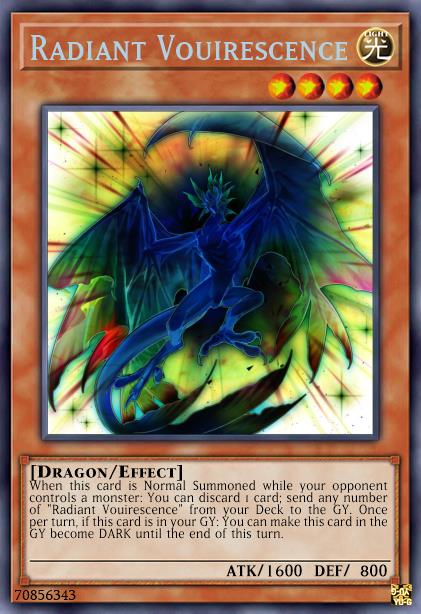 RADIANT VOUIRESCENCE
LIGHT
光
[DRAGON/EFFECT]
When this card is Normal Summoned while your opponent
controls a monster: You can discard 1 card; send any number
of "Radiant Vouirescence" from your Deck to the GY. Once
per turn, if this card is in your GY: You can make this card in the
GY become DARK until the end of this turn.
ATK/1600 DEF/ 800
70856343